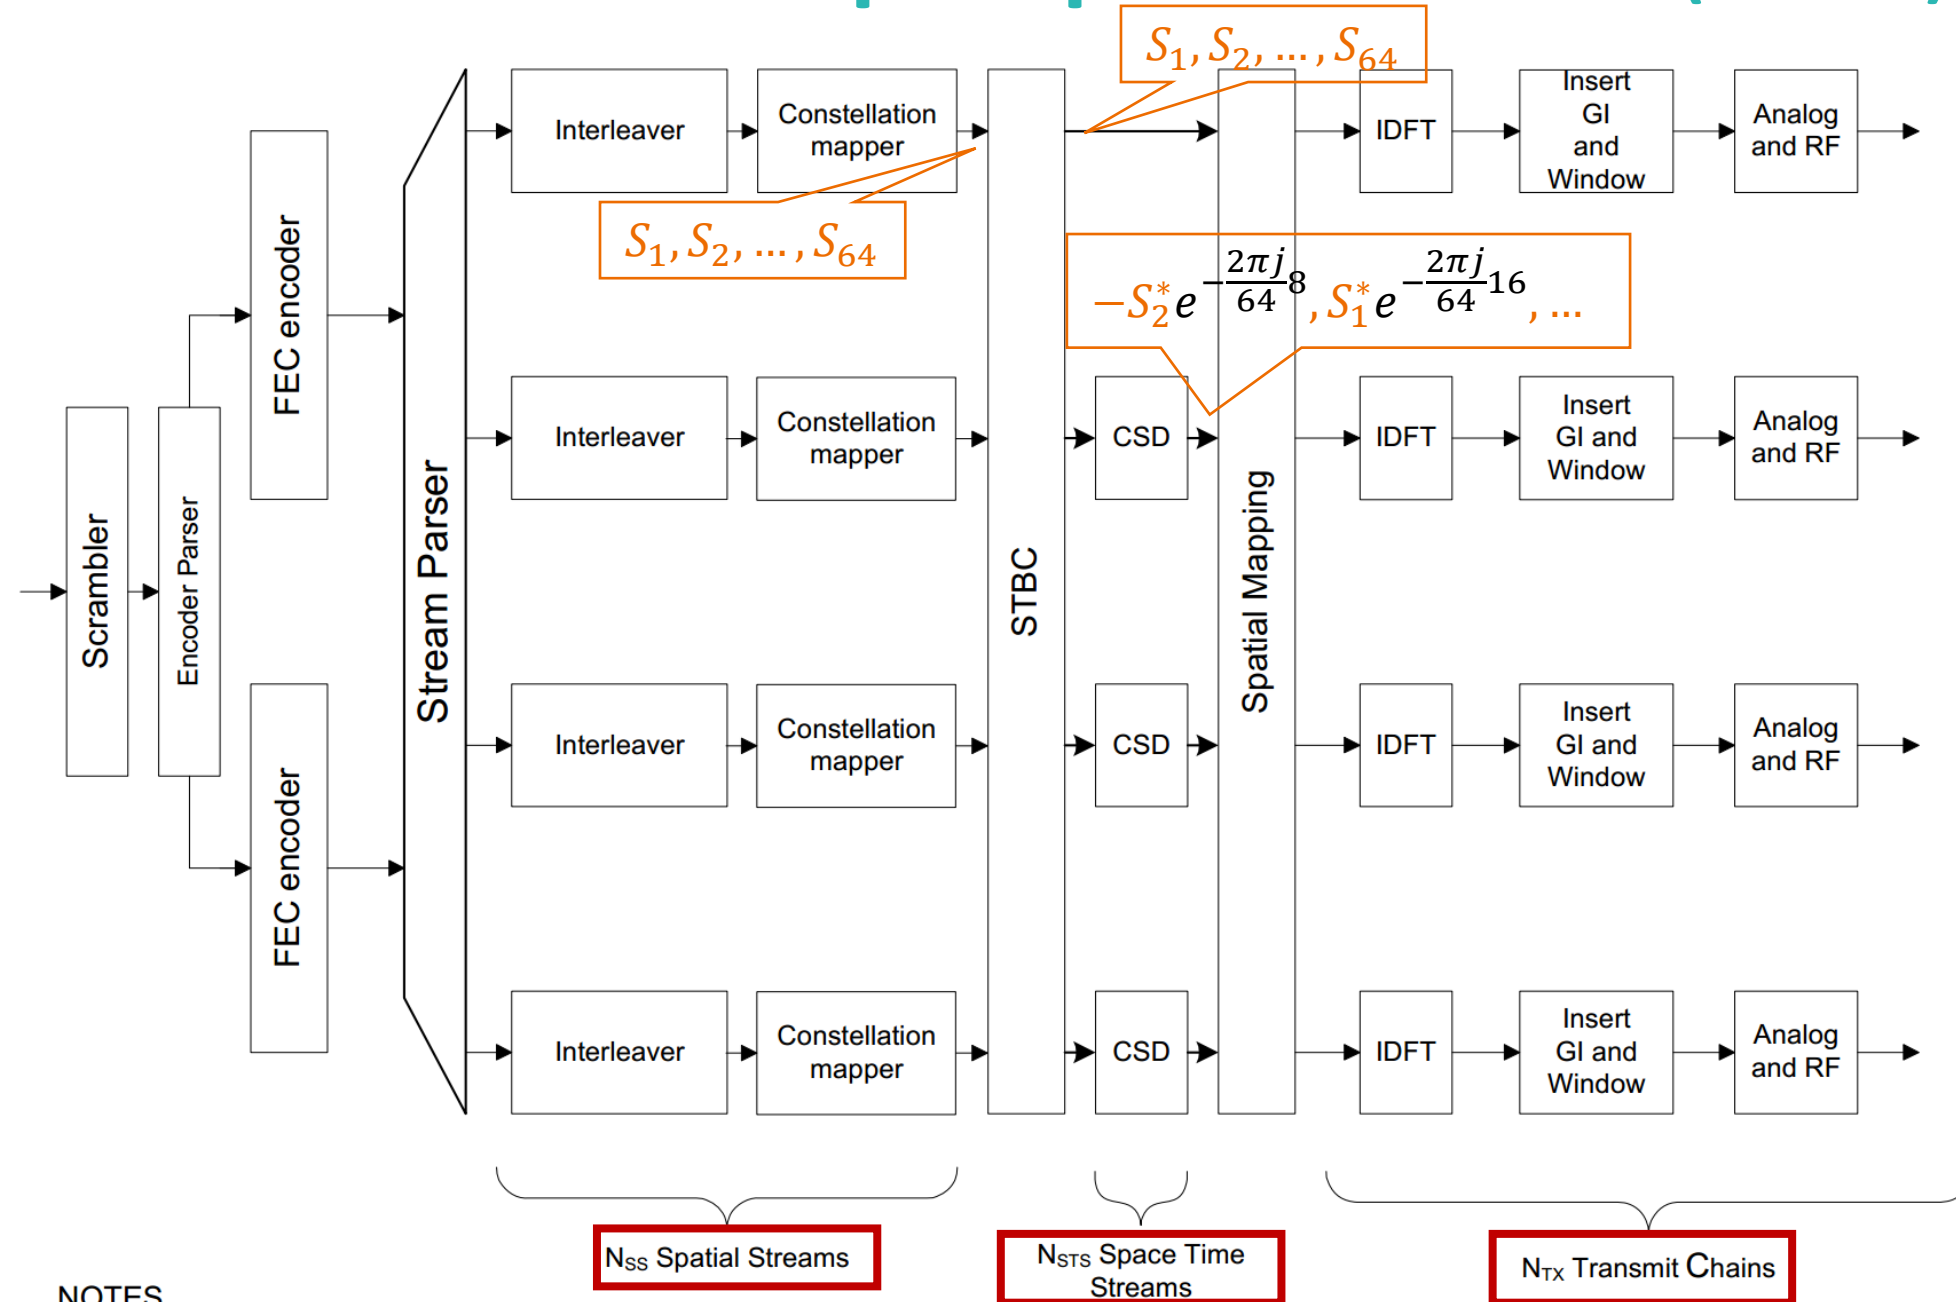 S₁, S₂, ..., S₆₄
Insert
GI
and
Window
Interleaver
Constellation
mapper
IDFT
Analog
and RF
S₁, S₂, ..., S₆₄
−S₂* e^(−(2πj/64)8), S₁* e^(−(2πj/64)16), ...
FEC encoder
Interleaver
Constellation
mapper
CSD
IDFT
Insert
GI and
Window
Analog
and RF
Scrambler
Encoder Parser
Stream Parser
STBC
Spatial Mapping
FEC encoder
Interleaver
Constellation
mapper
CSD
IDFT
Insert
GI and
Window
Analog
and RF
Interleaver
Constellation
mapper
CSD
IDFT
Insert
GI and
Window
Analog
and RF
N_SS Spatial Streams
N_STS Space Time
Streams
N_TX Transmit Chains
NOTES